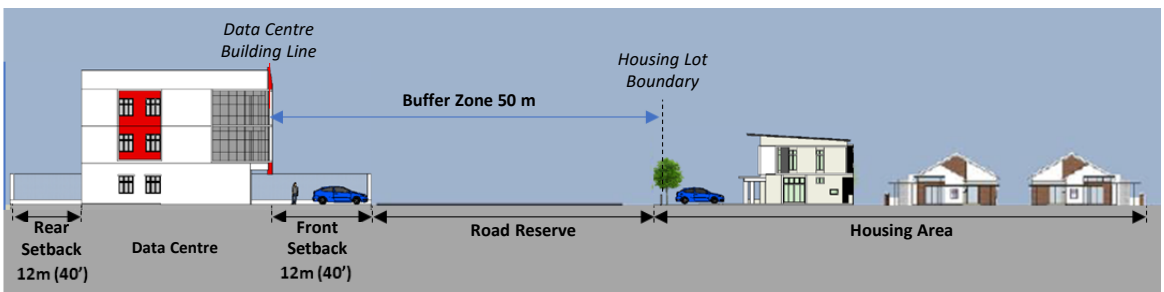 Data Centre
Building Line
Housing Lot
Boundary
Buffer Zone 50 m
Rear
Setback
12m (40’)
Data Centre
Front
Setback
12m (40’)
Road Reserve
Housing Area